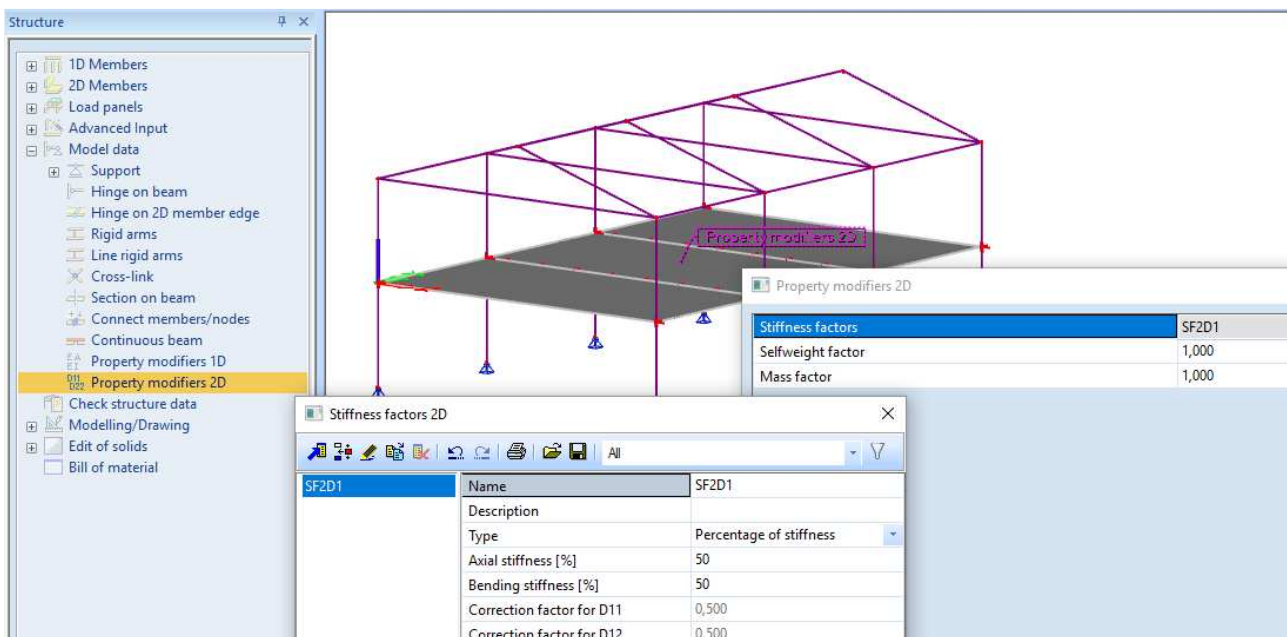 Structure
1D Members
2D Members
Load panels
Advanced Input
Model data
Support
Hinge on beam
Hinge on 2D member edge
Rigid arms
Line rigid arms
Cross-link
Section on beam
Connect members/nodes
Continuous beam
Property modifiers 1D
Property modifiers 2D
Check structure data
Modelling/Drawing
Edit of solids
Bill of material
Property modifiers 2D
Property modifiers 2D
Stiffness factors SF2D1
Selfweight factor 1,000
Mass factor 1,000
Stiffness factors 2D
All
SF2D1
Name SF2D1
Description
Type Percentage of stiffness
Axial stiffness [%] 50
Bending stiffness [%] 50
Correction factor for D11 0,500
Correction factor for D12 0,500